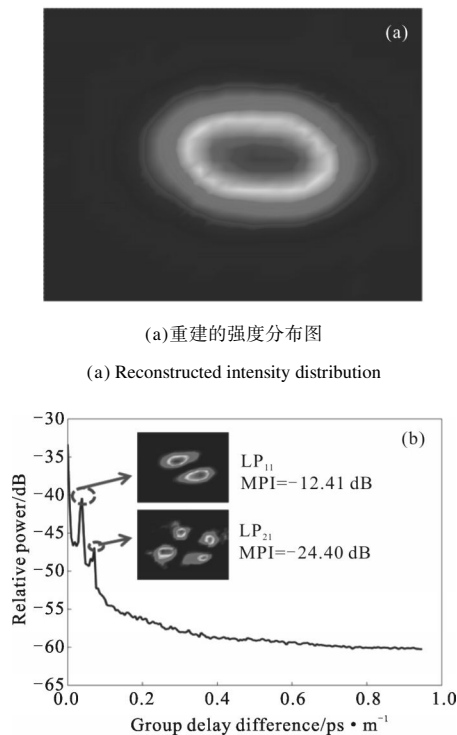 (a)
(a)重建的强度分布图
(a) Reconstructed intensity distribution
(b)
LP₁₁
MPI=−12.41 dB
LP₂₁
MPI=−24.40 dB
Relative power/dB
−30
−35
−40
−45
−50
−55
−60
−65
0.0 0.2 0.4 0.6 0.8 1.0
Group delay difference/ps·m⁻¹